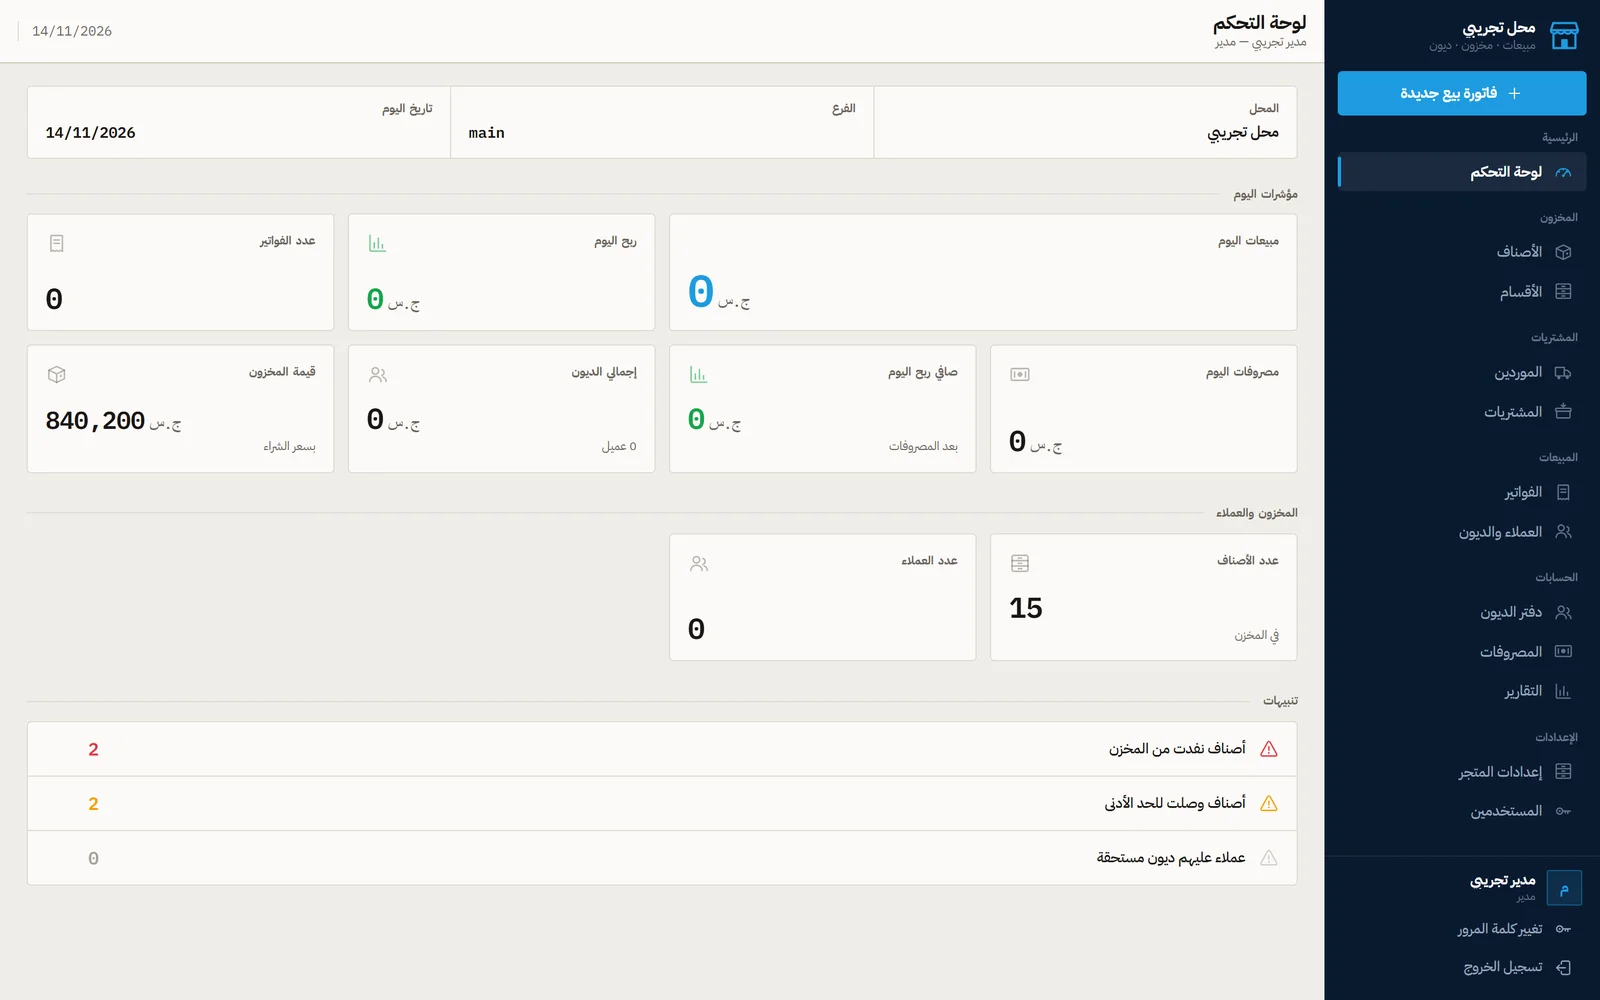 محل تجريبي
مبيعات · مخزون · ديون
فاتورة بيع جديدة
الرئيسية
لوحة التحكم
المخزون
الأصناف
الأقسام
المشتريات
الموردين
المشتريات
المبيعات
الفواتير
العملاء والديون
الحسابات
دفتر الديون
المصروفات
التقارير
الإعدادات
إعدادات المتجر
المستخدمين
م
مدير تجريبي
مدير
تغيير كلمة المرور
تسجيل الخروج
لوحة التحكم
مدير تجريبي — مدير
14/11/2026
المحل
محل تجريبي
الفرع
main
تاريخ اليوم
14/11/2026
مؤشرات اليوم
مبيعات اليوم
0 ج.س
ربح اليوم
0 ج.س
عدد الفواتير
0
مصروفات اليوم
0 ج.س
صافي ربح اليوم
0 ج.س
بعد المصروفات
إجمالي الديون
0 ج.س
0 عميل
قيمة المخزون
840,200 ج.س
بسعر الشراء
المخزون والعملاء
عدد الأصناف
15
في المخزن
عدد العملاء
0
تنبيهات
أصناف نفدت من المخزن
2
أصناف وصلت للحد الأدنى
2
عملاء عليهم ديون مستحقة
0